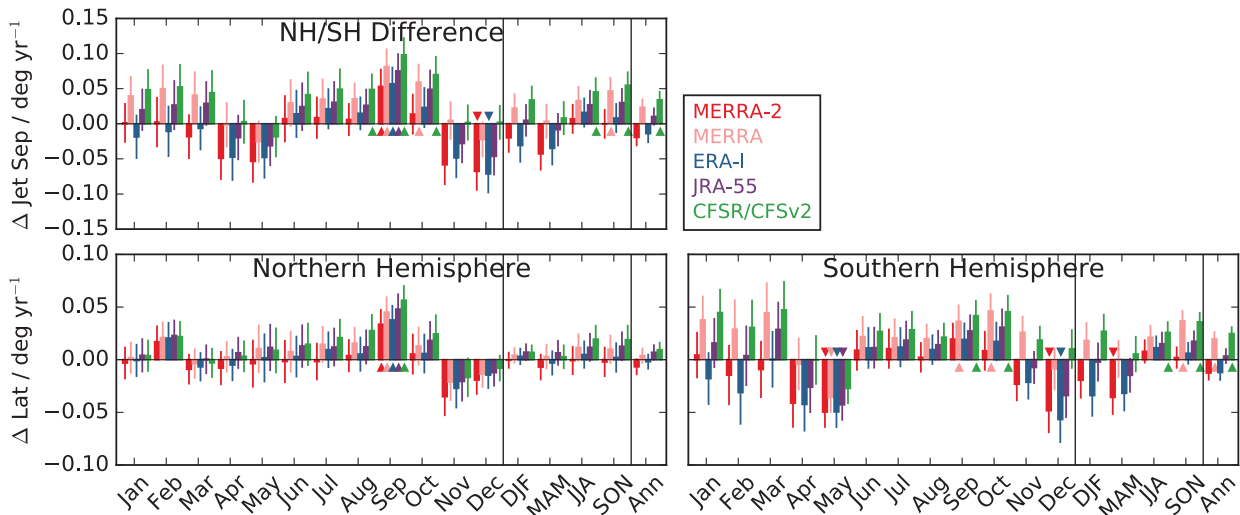 NH/SH Difference
Δ Jet Sep / deg yr⁻¹
0.15
0.10
0.05
0.00
−0.05
−0.10
−0.15
MERRA-2
MERRA
ERA-I
JRA-55
CFSR/CFSv2
Northern Hemisphere
Δ Lat / deg yr⁻¹
0.10
0.05
0.00
−0.05
−0.10
Jan Feb Mar Apr May Jun Jul Aug Sep Oct Nov Dec DJF MAM JJA SON Ann
Southern Hemisphere
Jan Feb Mar Apr May Jun Jul Aug Sep Oct Nov Dec DJF MAM JJA SON Ann